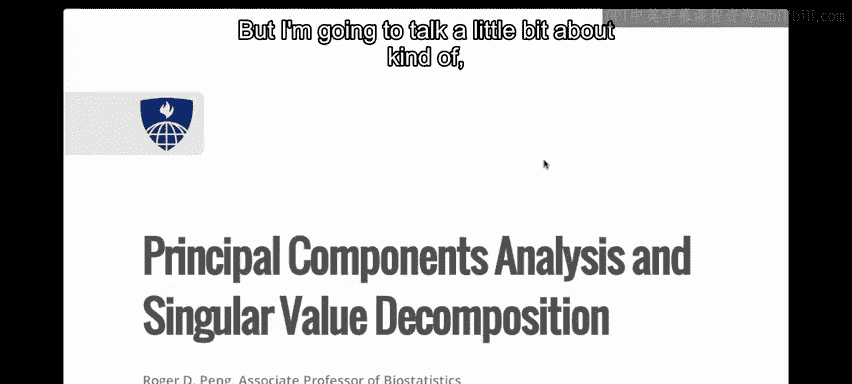 But I'm going to talk a little bit about
kind of,
Principal Components Analysis and
Singular Value Decomposition
Roger D. Peng, Associate Professor of Biostatistics